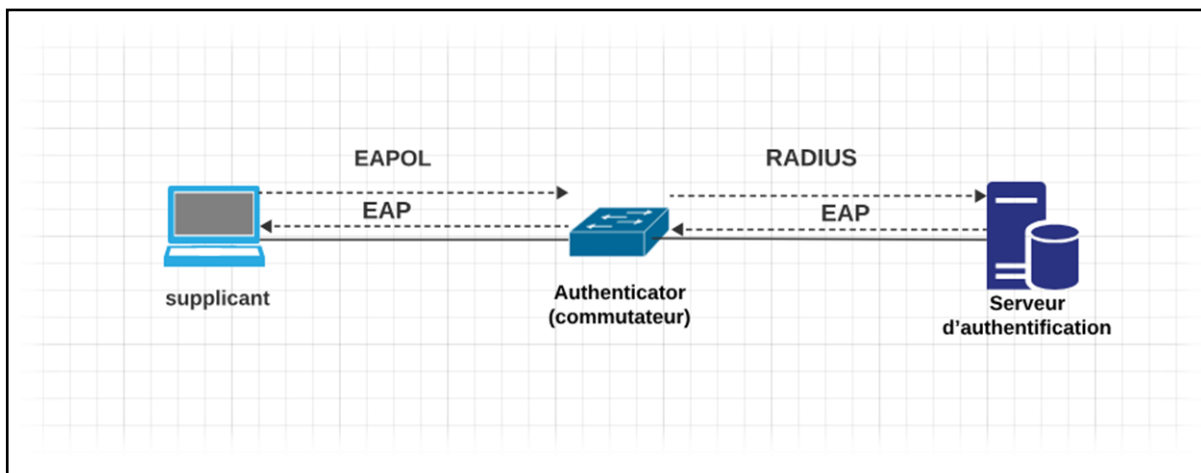 EAPOL
RADIUS
EAP
EAP
supplicant
Authenticator
(commutateur)
Serveur
d’authentification